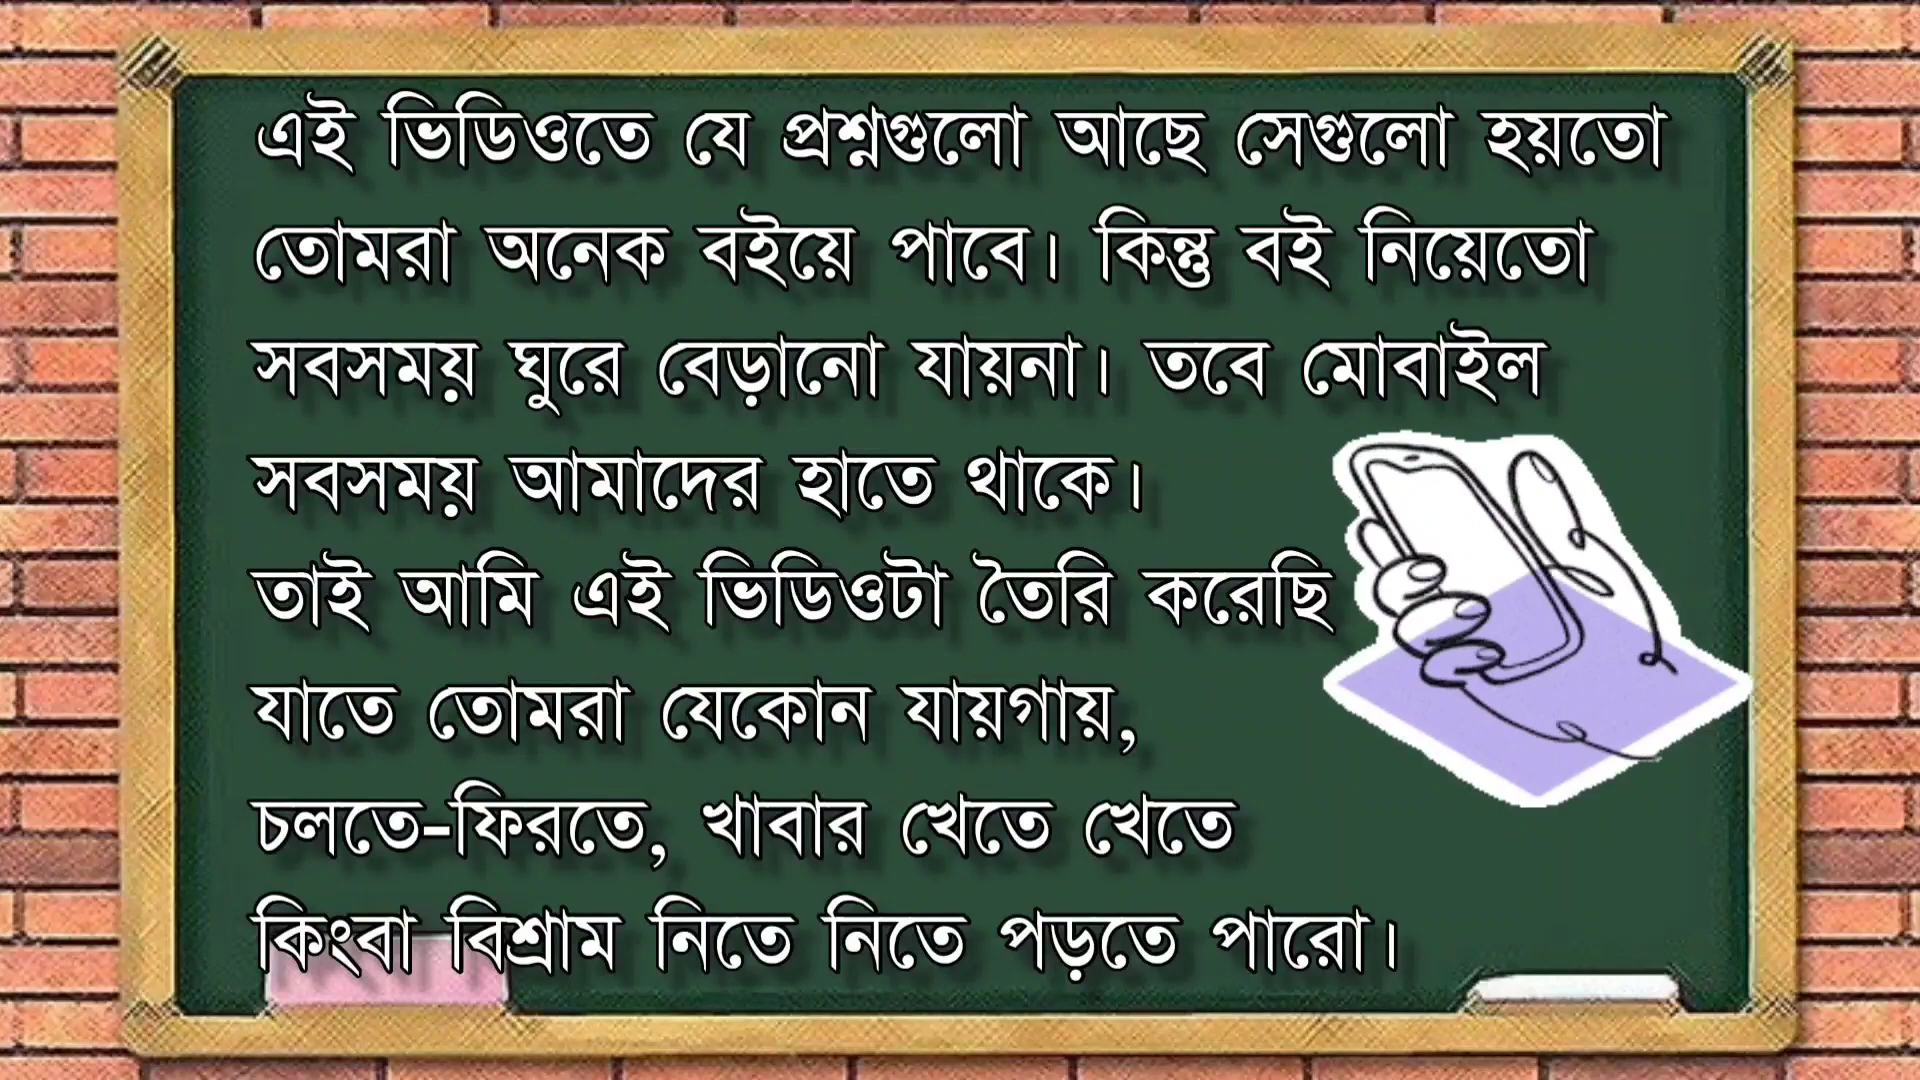 এই ভিডিওতে যে প্রশ্নগুলো আছে সেগুলো হয়তো
তোমরা অনেক বইয়ে পাবে। কিন্তু বই নিয়েতো
সবসময় ঘুরে বেড়ানো যায়না। তবে মোবাইল
সবসময় আমাদের হাতে থাকে।
তাই আমি এই ভিডিওটা তৈরি করেছি
যাতে তোমরা যেকোন যায়গায়,
চলতে-ফিরতে, খাবার খেতে খেতে
কিংবা বিশ্রাম নিতে নিতে পড়তে পারো।